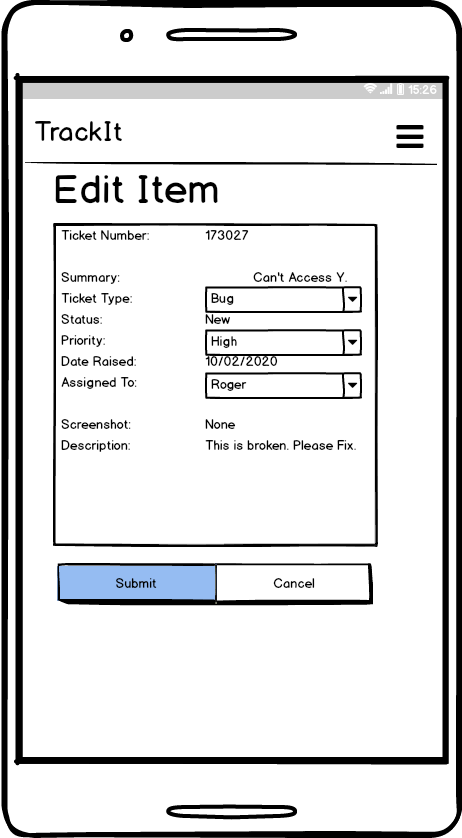 15:26
TrackIt
Edit Item
Ticket Number: 173027
Summary: Can't Access Y.
Ticket Type: Bug
Status: New
Priority: High
Date Raised: 10/02/2020
Assigned To: Roger
Screenshot: None
Description: This is broken. Please Fix.
Submit Cancel